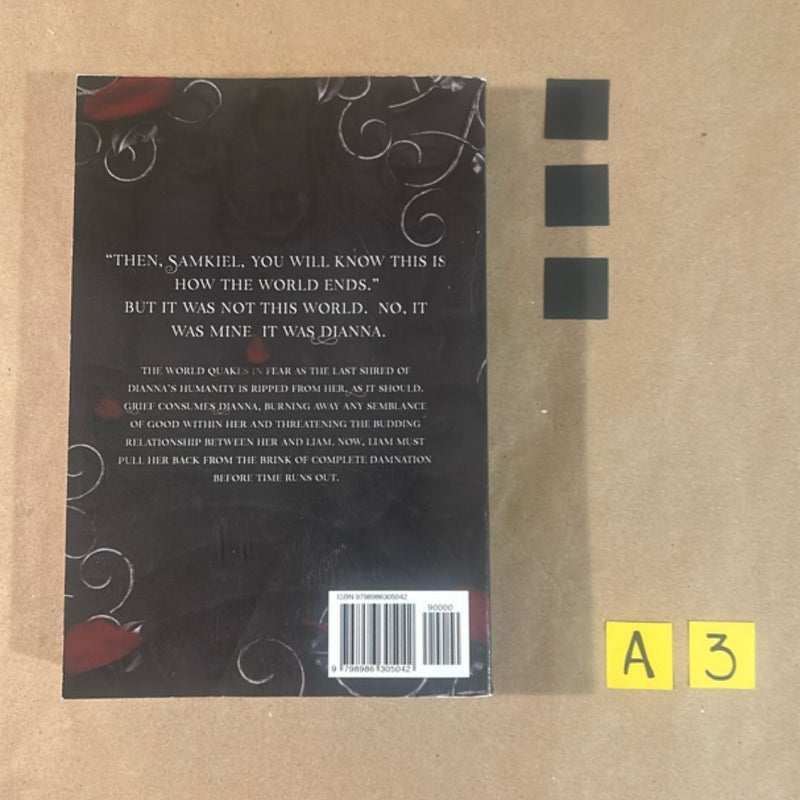 “THEN, SAMKIEL, YOU WILL KNOW THIS IS
HOW THE WORLD ENDS.”
BUT IT WAS NOT THIS WORLD. NO, IT
WAS MINE. IT WAS DIANNA.
THE WORLD QUAKES IN FEAR AS THE LAST SHRED OF
DIANNA'S HUMANITY IS RIPPED FROM HER, AS IT SHOULD.
GRIEF CONSUMES DIANNA, BURNING AWAY ANY SEMBLANCE
OF GOOD WITHIN HER AND THREATENING THE BUDDING
RELATIONSHIP BETWEEN HER AND LIAM. NOW, LIAM MUST
PULL HER BACK FROM THE BRINK OF COMPLETE DAMNATION
BEFORE TIME RUNS OUT.
ISBN 9798986305042
90000
9 798986 305042
A 3